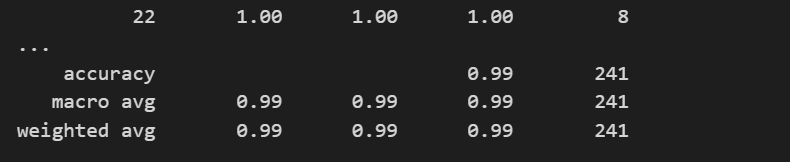 22 1.00 1.00 1.00 8
...
accuracy 0.99 241
macro avg 0.99 0.99 0.99 241
weighted avg 0.99 0.99 0.99 241